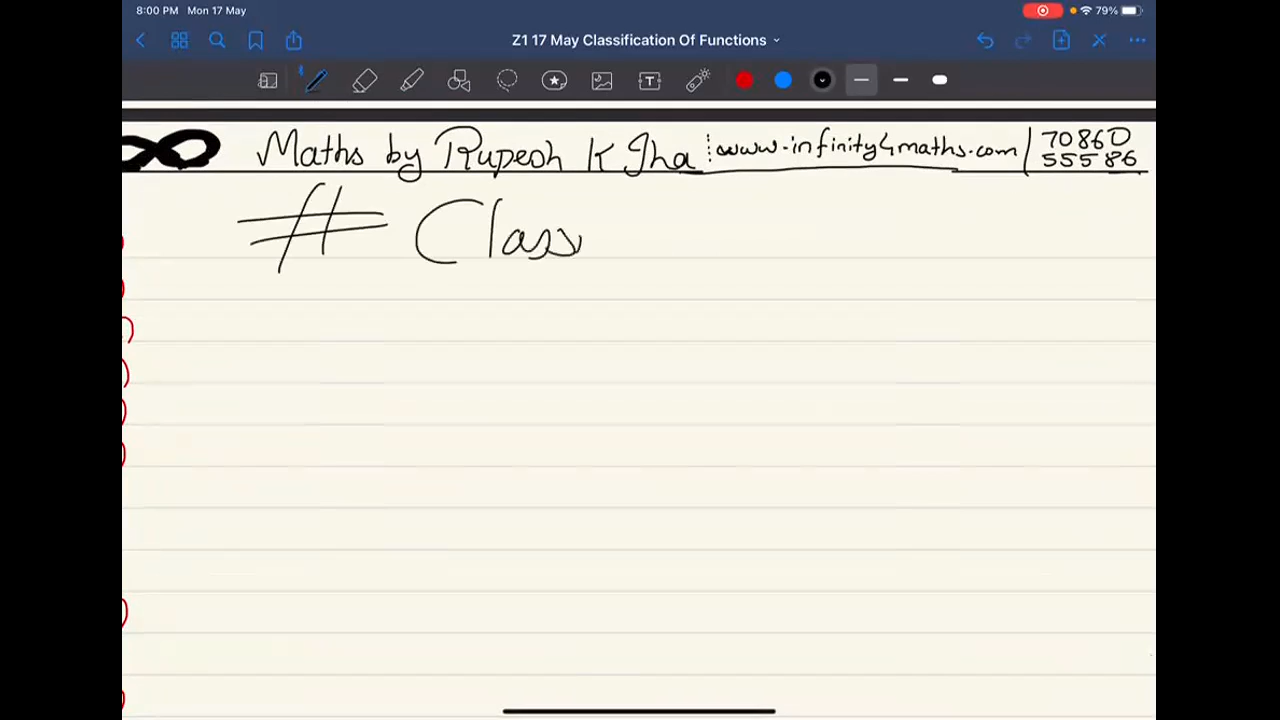 8:00 PM Mon 17 May
79%
Z1 17 May Classification Of Functions
T
Maths by Rupesh K Jha
www.infinity4maths.com
70860
55586
# Class